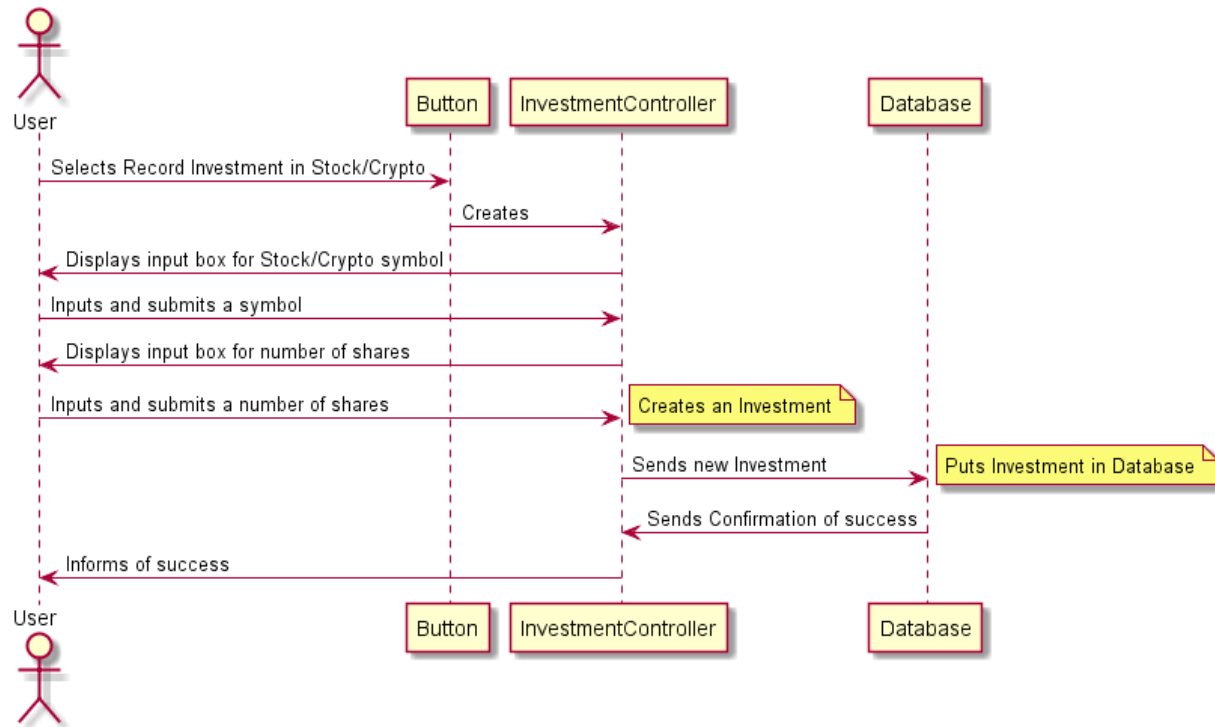 User
Button
InvestmentController
Database
Selects Record Investment in Stock/Crypto
Creates
Displays input box for Stock/Crypto symbol
Inputs and submits a symbol
Displays input box for number of shares
Inputs and submits a number of shares
Creates an Investment
Sends new Investment
Puts Investment in Database
Sends Confirmation of success
Informs of success
User
Button
InvestmentController
Database